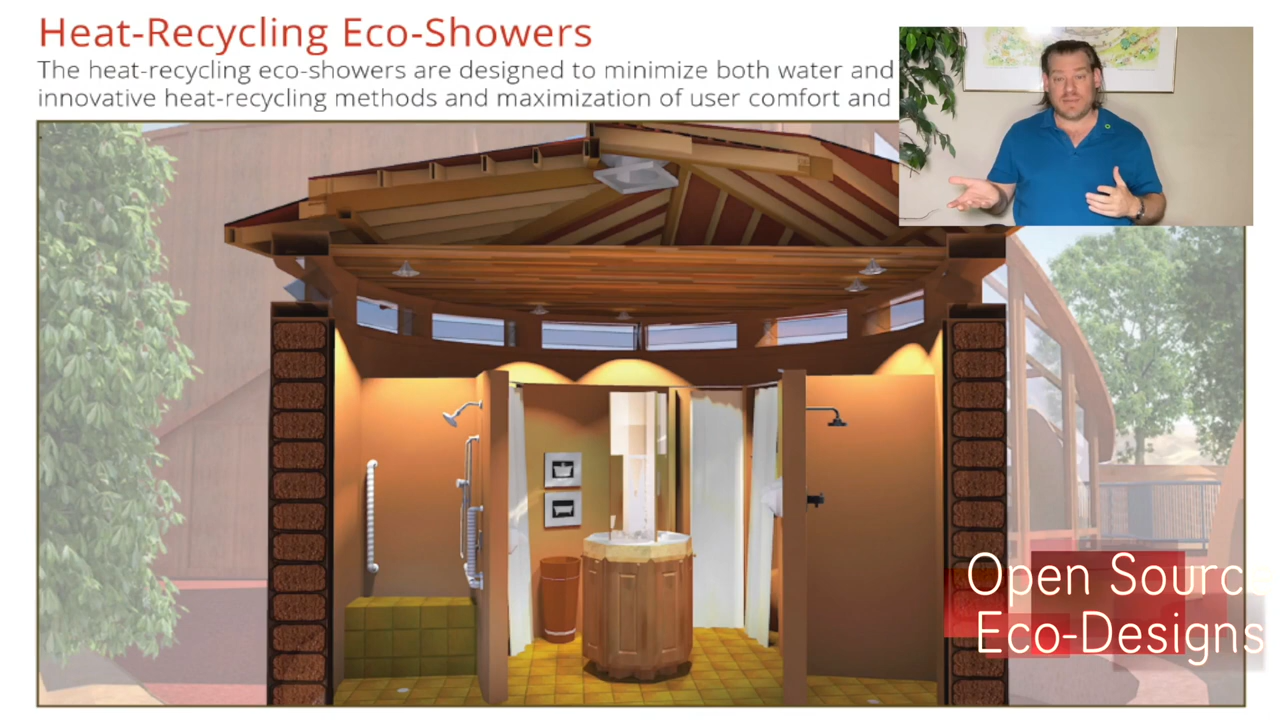 Heat-Recycling Eco-Showers
The heat-recycling eco-showers are designed to minimize both water and
innovative heat-recycling methods and maximization of user comfort and
Open Sourc
Eco-Designs